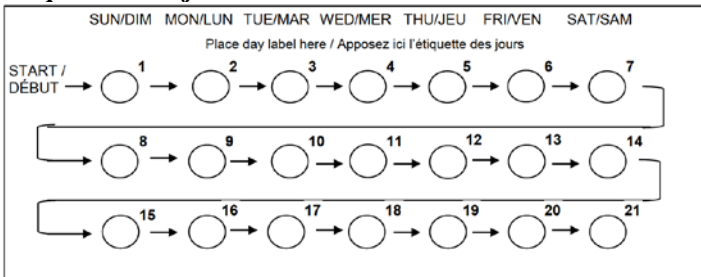 SUN/DIM MON/LUN TUE/MAR WED/MER THU/JEU FRI/VEN SAT/SAM
Place day label here / Apposez ici l'étiquette des jours
START /
DÉBUT
1 2 3 4 5 6 7
8 9 10 11 12 13 14
15 16 17 18 19 20 21